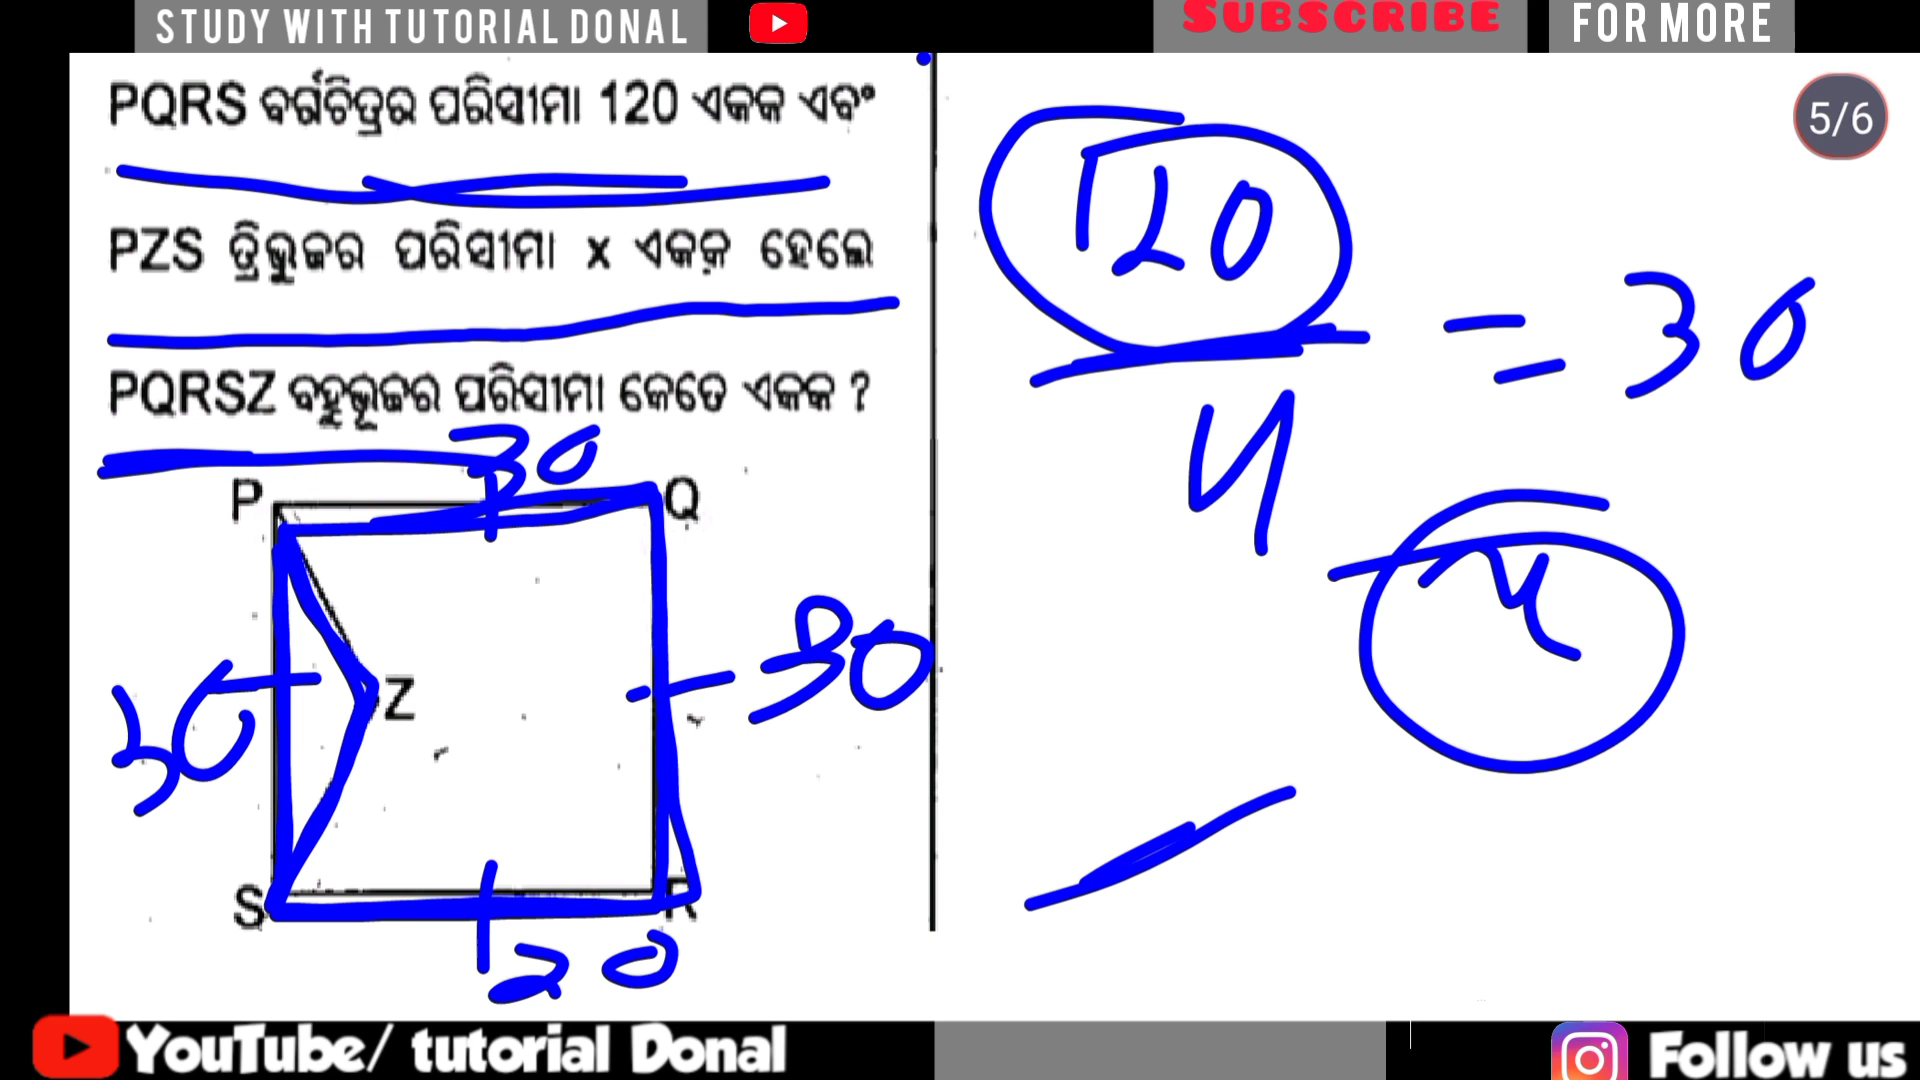 STUDY WITH TUTORIAL DONAL
SUBSCRIBE
FOR MORE
PQRS ବର୍ଗଚିତ୍ରର ପରିସୀମା 120 ଏକକ ଏବଂ
PZS ତ୍ରିଭୁଜର ପରିସୀମା x ଏକକ ହେଲେ
PQRSZ ବହୁଭୂଜର ପରିସୀମା କେତେ ଏକକ ?
30
P
Q
30
Z
30
S
R
20
120
4
= 30
x
5/6
YouTube/ tutorial Donal
Follow us